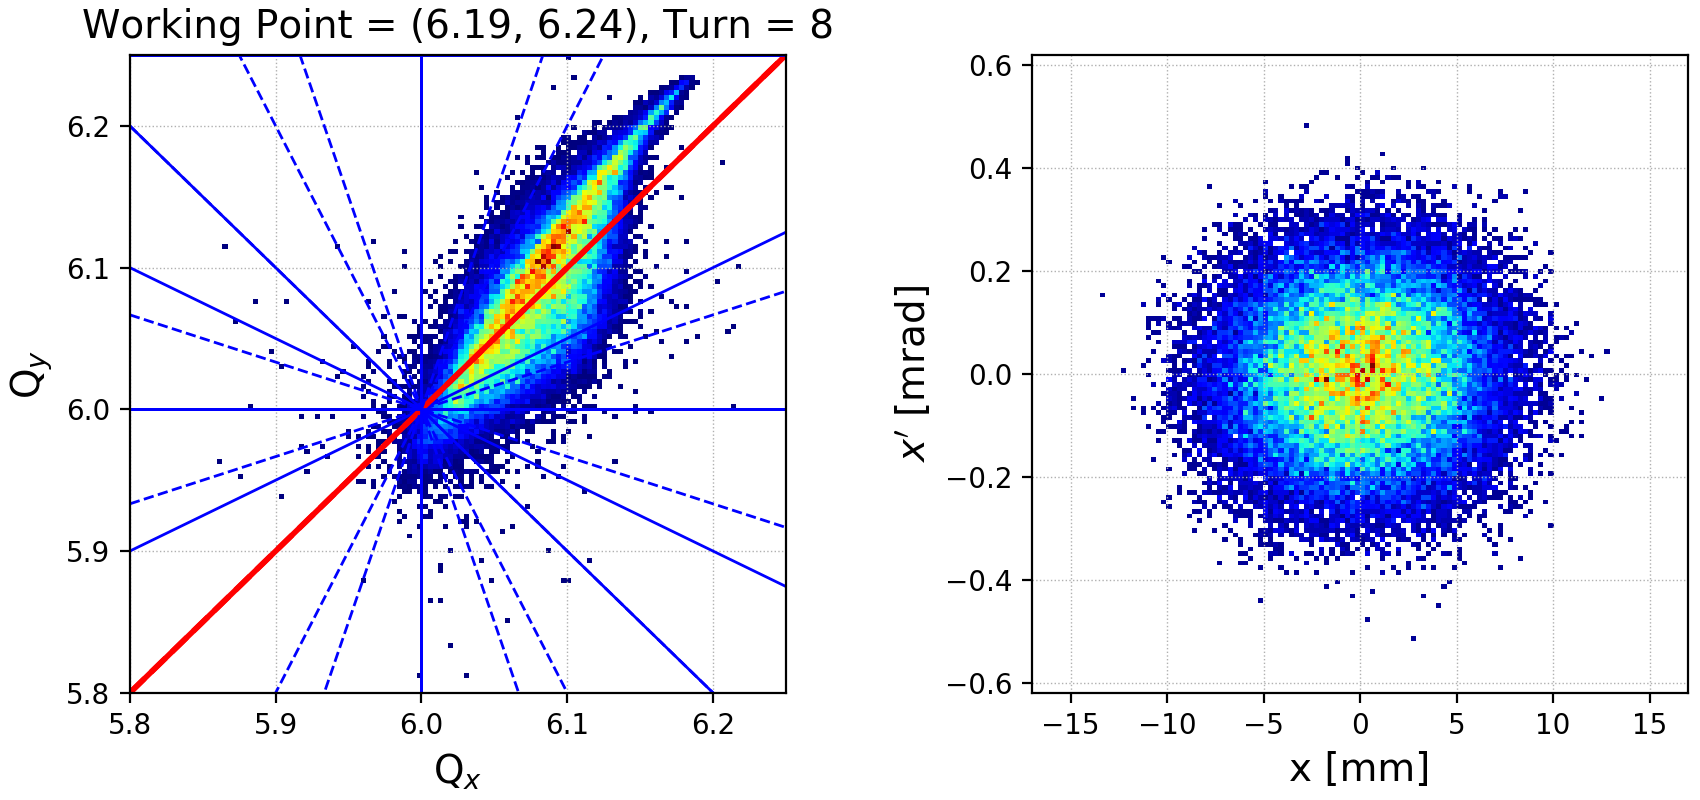 Working Point = (6.19, 6.24), Turn = 8
6.2
6.1
6.0
5.9
5.8
Qy
5.8 5.9 6.0 6.1 6.2
Qx
0.6
0.4
0.2
0.0
−0.2
−0.4
−0.6
x′ [mrad]
−15 −10 −5 0 5 10 15
x [mm]